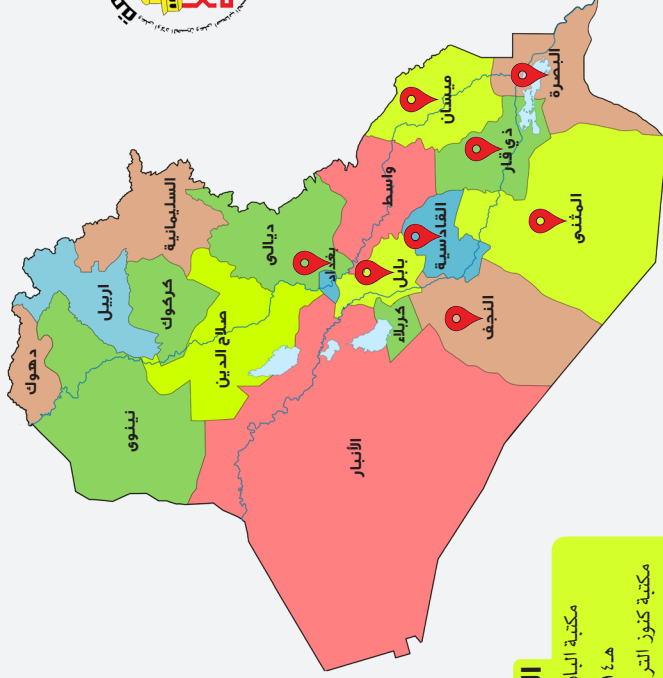 دهوك
نينوى
اربيل
السليمانية
كركوك
صلاح الدين
ديالى
الأنبار
بغداد
واسط
بابل
كربلاء
القادسية
ميسان
النجف
ذي قار
المثنى
البصرة
مكتبة
مكتبة كنوز